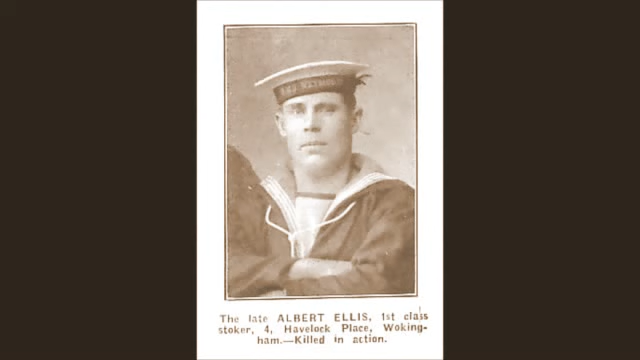 The late ALBERT ELLIS, 1st class
stoker, 4, Havelock Place, Woking-
ham.—Killed in action.